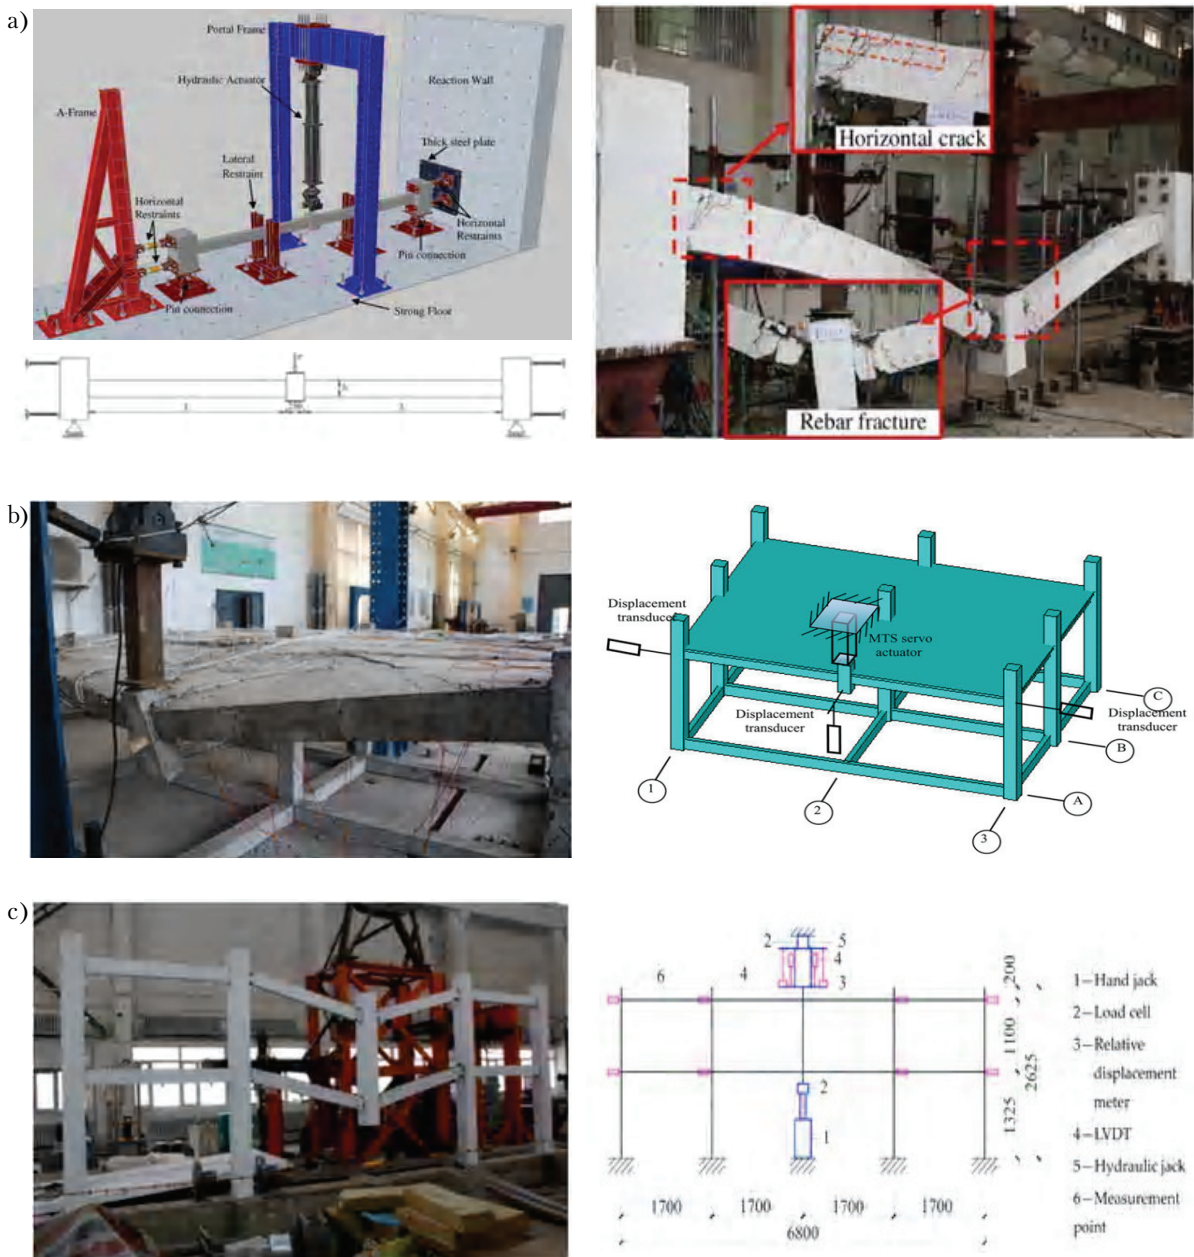 a)
Portal Frame
Hydraulic Actuator
Reaction Wall
A-Frame
Thick steel plate
Lateral
Restraint
Horizontal
Restraints
Horizontal
Restraints
Pin connection
Pin connection
Strong Floor
Horizontal crack
Rebar fracture
b)
Displacement
transducer
MTS servo
actuator
Displacement
transducer
Displacement
transducer
C
B
A
1
2
3
c)
2 5
4
6 4 3
2
1
200
1100
1325
2625
1700 1700 1700 1700
6800
1—Hand jack
2—Load cell
3—Relative
displacement
meter
4—LVDT
5—Hydraulic jack
6—Measurement
point